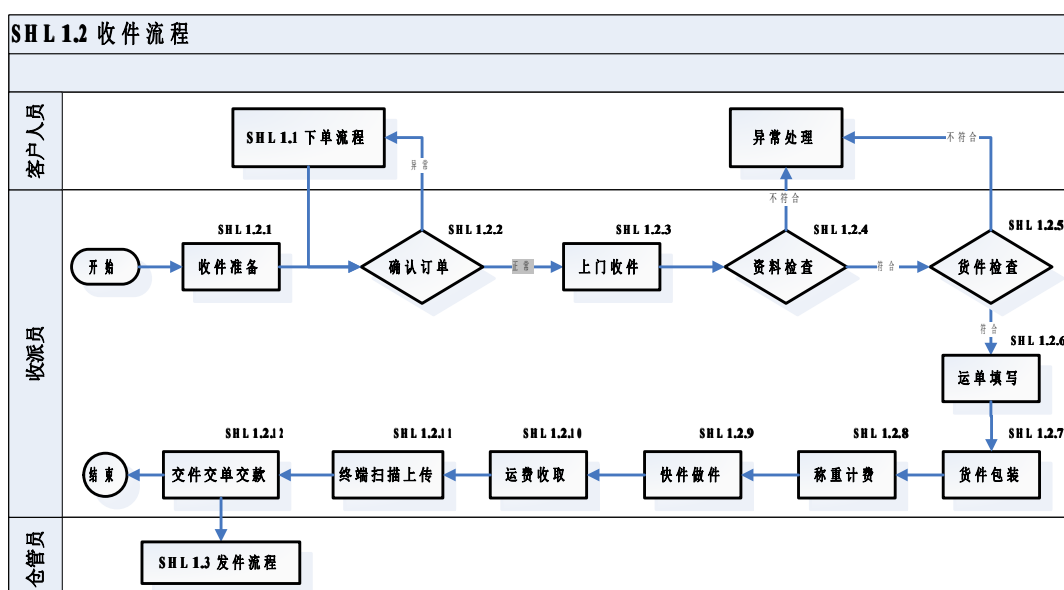 SHL 1.2 收件流程
客户人员
SHL 1.1 下单流程
异常处理
异常
不符合
不符合
收派员
SHL 1.2.1
SHL 1.2.2
SHL 1.2.3
SHL 1.2.4
SHL 1.2.5
开始
收件准备
确认订单
正常
上门收件
资料检查
符合
货件检查
符合
SHL 1.2.6
运单填写
SHL 1.2.12
SHL 1.2.11
SHL 1.2.10
SHL 1.2.9
SHL 1.2.8
SHL 1.2.7
结束
交件交单交款
终端扫描上传
运费收取
快件做件
称重计费
货件包装
仓管员
SHL 1.3 发件流程